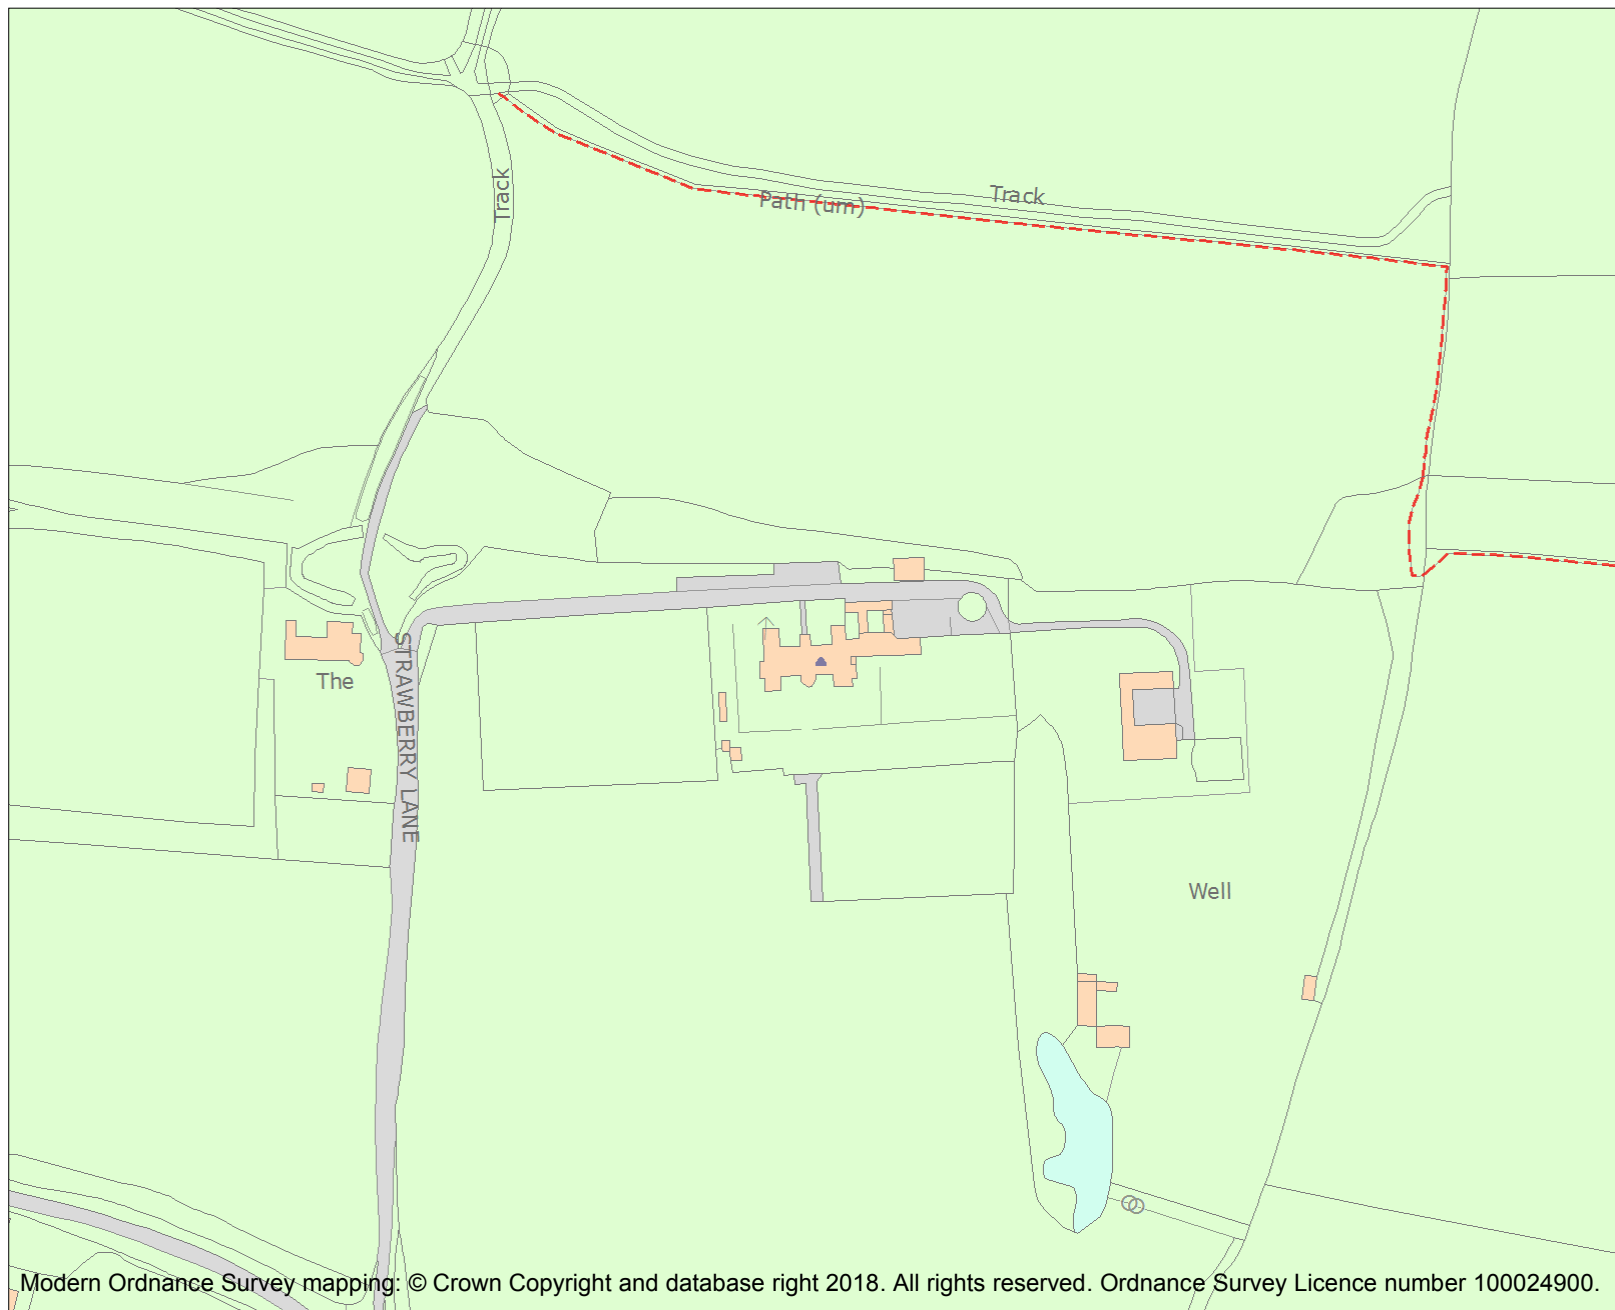 Track
Path (um)
Track
The
STRAWBERRY LANE
Well
Modern Ordnance Survey mapping: © Crown Copyright and database right 2018. All rights reserved. Ordnance Survey Licence number 100024900.